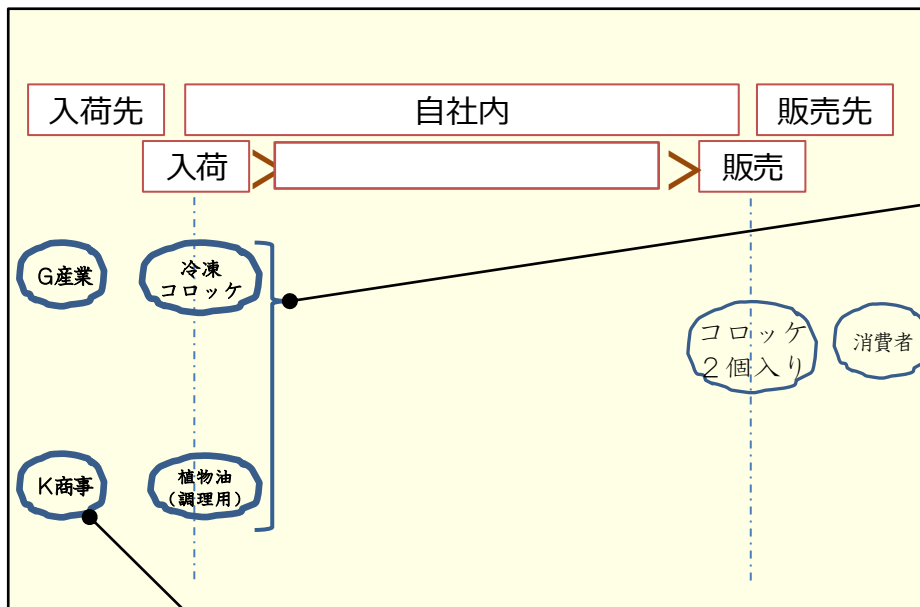 入荷先
自社内
販売先
入荷
販売
G産業
冷凍
コロッケ
コロッケ
２個入り
消費者
K商事
植物油
（調理用）